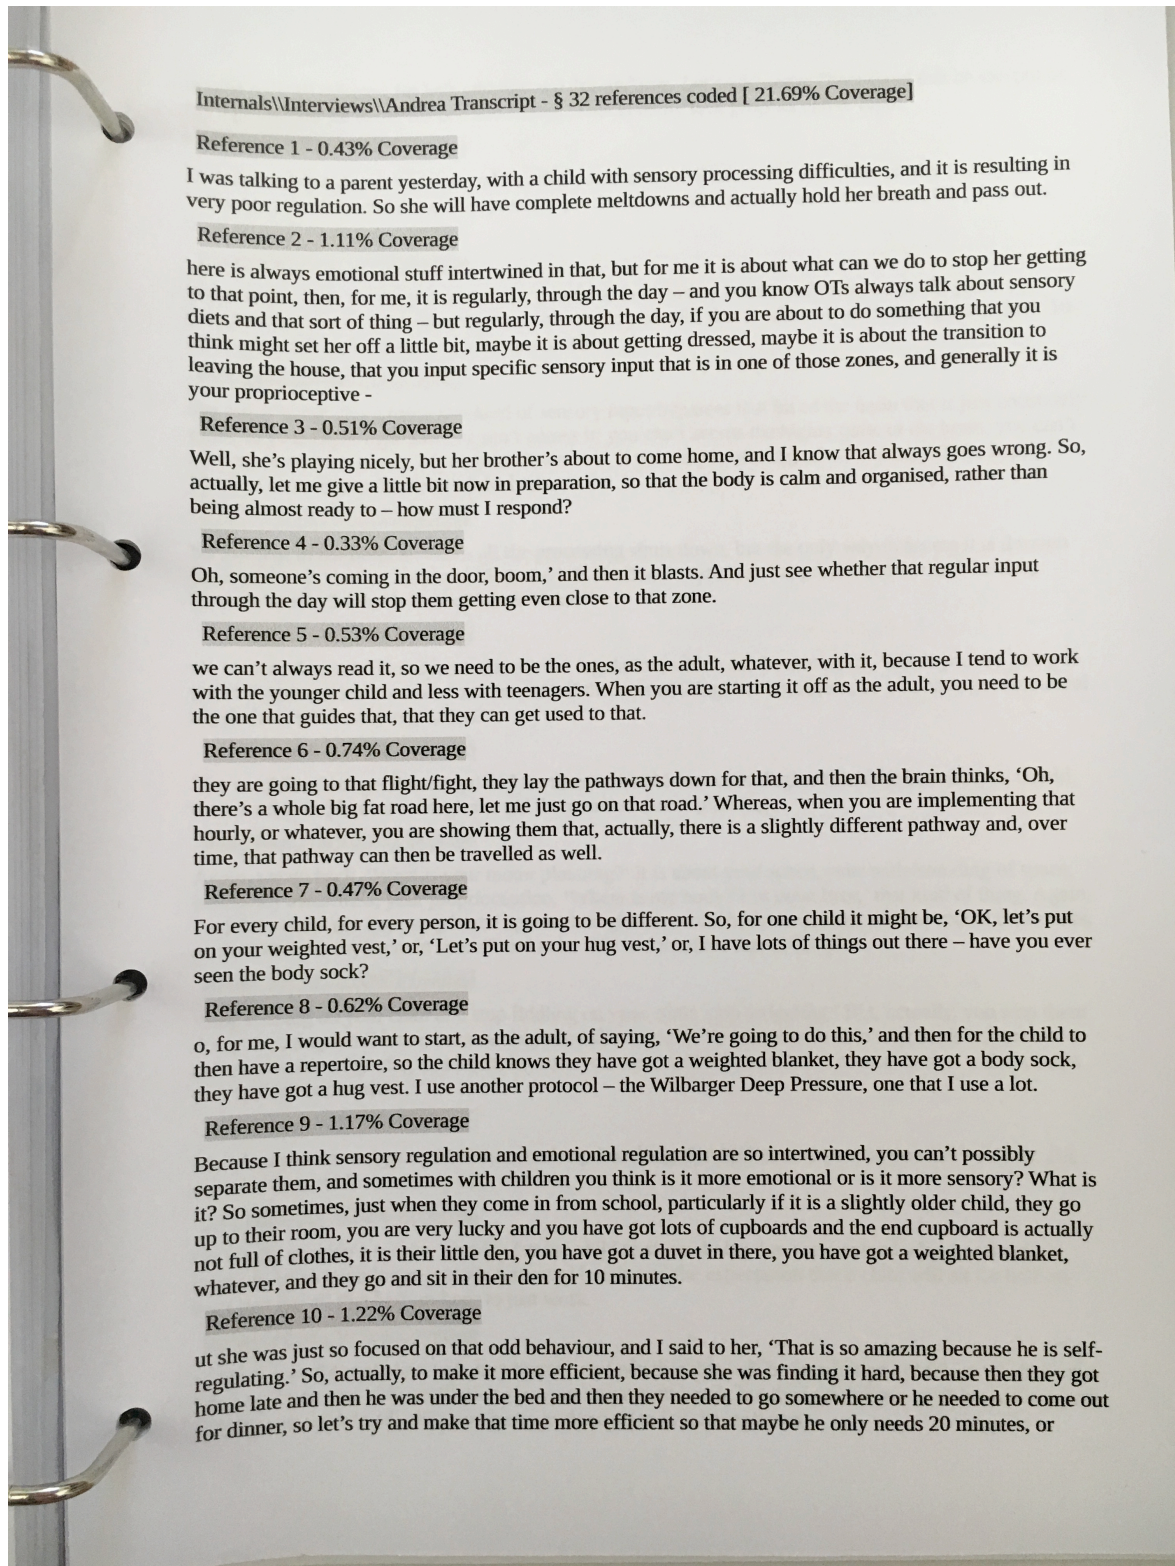 Internals\\Interviews\\Andrea Transcript - § 32 references coded [ 21.69% Coverage]
Reference 1 - 0.43% Coverage
I was talking to a parent yesterday, with a child with sensory processing difficulties, and it is resulting in
very poor regulation. So she will have complete meltdowns and actually hold her breath and pass out.
Reference 2 - 1.11% Coverage
here is always emotional stuff intertwined in that, but for me it is about what can we do to stop her getting
to that point, then, for me, it is regularly, through the day – and you know OTs always talk about sensory
diets and that sort of thing – but regularly, through the day, if you are about to do something that you
think might set her off a little bit, maybe it is about getting dressed, maybe it is about the transition to
leaving the house, that you input specific sensory input that is in one of those zones, and generally it is
your proprioceptive -
Reference 3 - 0.51% Coverage
Well, she’s playing nicely, but her brother’s about to come home, and I know that always goes wrong. So,
actually, let me give a little bit now in preparation, so that the body is calm and organised, rather than
being almost ready to – how must I respond?
Reference 4 - 0.33% Coverage
Oh, someone’s coming in the door, boom,’ and then it blasts. And just see whether that regular input
through the day will stop them getting even close to that zone.
Reference 5 - 0.53% Coverage
we can’t always read it, so we need to be the ones, as the adult, whatever, with it, because I tend to work
with the younger child and less with teenagers. When you are starting it off as the adult, you need to be
the one that guides that, that they can get used to that.
Reference 6 - 0.74% Coverage
they are going to that flight/fight, they lay the pathways down for that, and then the brain thinks, ‘Oh,
there’s a whole big fat road here, let me just go on that road.’ Whereas, when you are implementing that
hourly, or whatever, you are showing them that, actually, there is a slightly different pathway and, over
time, that pathway can then be travelled as well.
Reference 7 - 0.47% Coverage
For every child, for every person, it is going to be different. So, for one child it might be, ‘OK, let’s put
on your weighted vest,’ or, ‘Let’s put on your hug vest,’ or, I have lots of things out there – have you ever
seen the body sock?
Reference 8 - 0.62% Coverage
o, for me, I would want to start, as the adult, of saying, ‘We’re going to do this,’ and then for the child to
then have a repertoire, so the child knows they have got a weighted blanket, they have got a body sock,
they have got a hug vest. I use another protocol – the Wilbarger Deep Pressure, one that I use a lot.
Reference 9 - 1.17% Coverage
Because I think sensory regulation and emotional regulation are so intertwined, you can’t possibly
separate them, and sometimes with children you think is it more emotional or is it more sensory? What is
it? So sometimes, just when they come in from school, particularly if it is a slightly older child, they go
up to their room, you are very lucky and you have got lots of cupboards and the end cupboard is actually
not full of clothes, it is their little den, you have got a duvet in there, you have got a weighted blanket,
whatever, and they go and sit in their den for 10 minutes.
Reference 10 - 1.22% Coverage
ut she was just so focused on that odd behaviour, and I said to her, ‘That is so amazing because he is self-
regulating.’ So, actually, to make it more efficient, because she was finding it hard, because then they got
home late and then he was under the bed and then they needed to go somewhere or he needed to come out
for dinner, so let’s try and make that time more efficient so that maybe he only needs 20 minutes, or